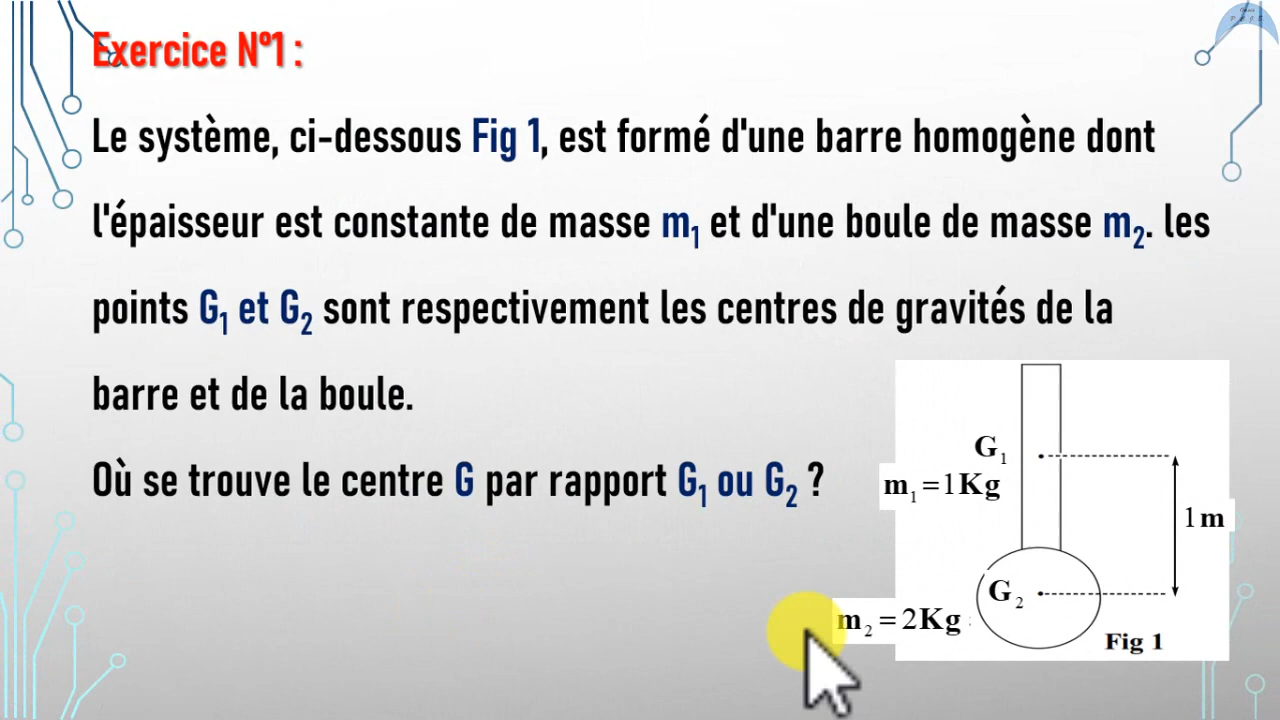 Exercice N°1 :
Le système, ci-dessous Fig 1, est formé d'une barre homogène dont
l'épaisseur est constante de masse m₁ et d'une boule de masse m₂. les
points G₁ et G₂ sont respectivement les centres de gravités de la
barre et de la boule.
Où se trouve le centre G par rapport G₁ ou G₂ ?
G₁
m₁ = 1Kg
1m
G₂
m₂ = 2Kg
Fig 1